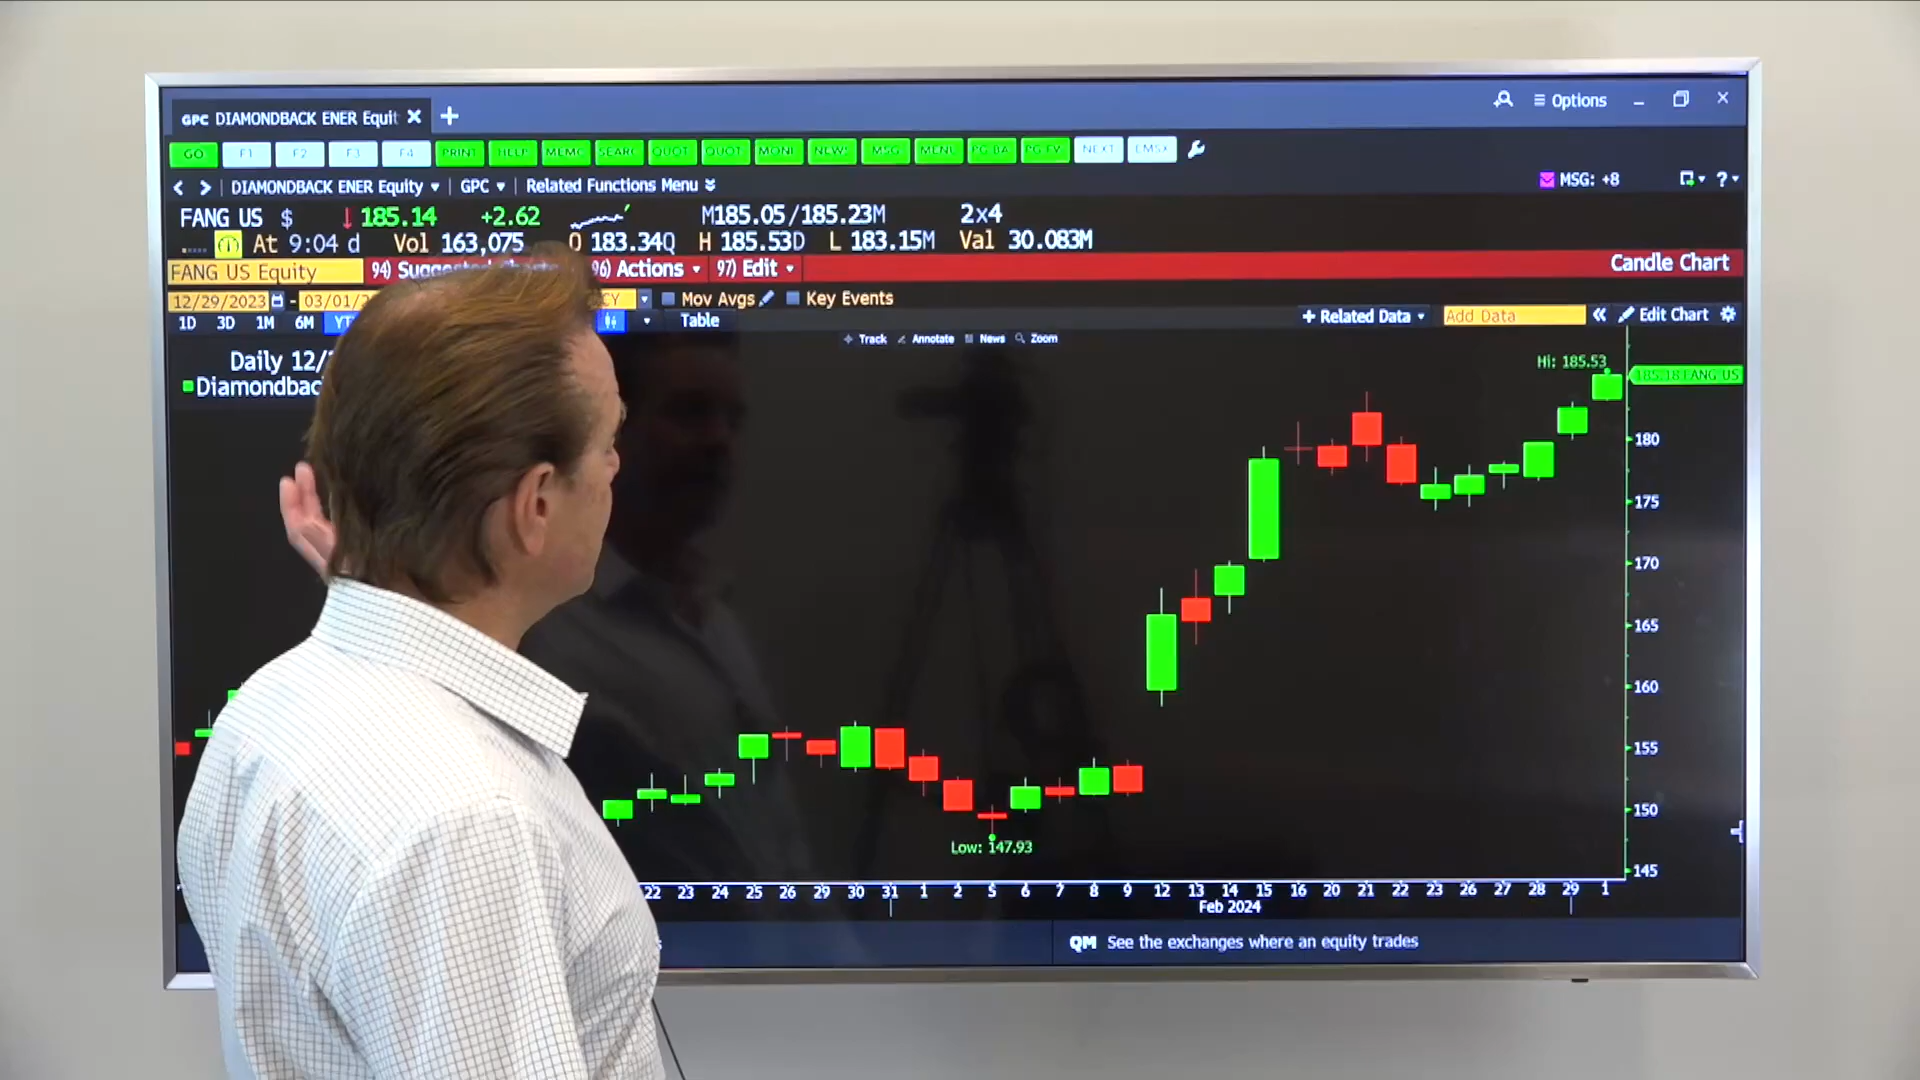 GPC DIAMONDBACK ENER Equit
Options
GO F1 F2 F3 F4 PRINT HELP MEMO SEARC QUOT QUOT MONI NEWS MSG MENU PG BA NEXT EMSX
DIAMONDBACK ENER Equity GPC Related Functions Menu MSG: +8 ?
FANG US $ 185.14 +2.62 M185.05/185.23M 2x4
At 9:04 d Vol 163,075 O 183.34Q H 185.53D L 183.15M Val 30.083M
FANG US Equity 94) Suggested Charts 96) Actions 97) Edit Candle Chart
12/29/2023 - 03/01/2 CY Mov Avgs Key Events
1D 3D 1M 6M YT Table + Related Data Add Data Edit Chart
Track Annotate News Zoom
Daily 12/
Diamondback
Hi: 185.53
185.18 FANG US
180
175
170
165
160
155
150
145
Low: 147.93
22 23 24 25 26 29 30 31 1 2 5 6 7 8 9 12 13 14 15 16 20 21 22 23 26 27 28 29 1
Feb 2024
QM See the exchanges where an equity trades